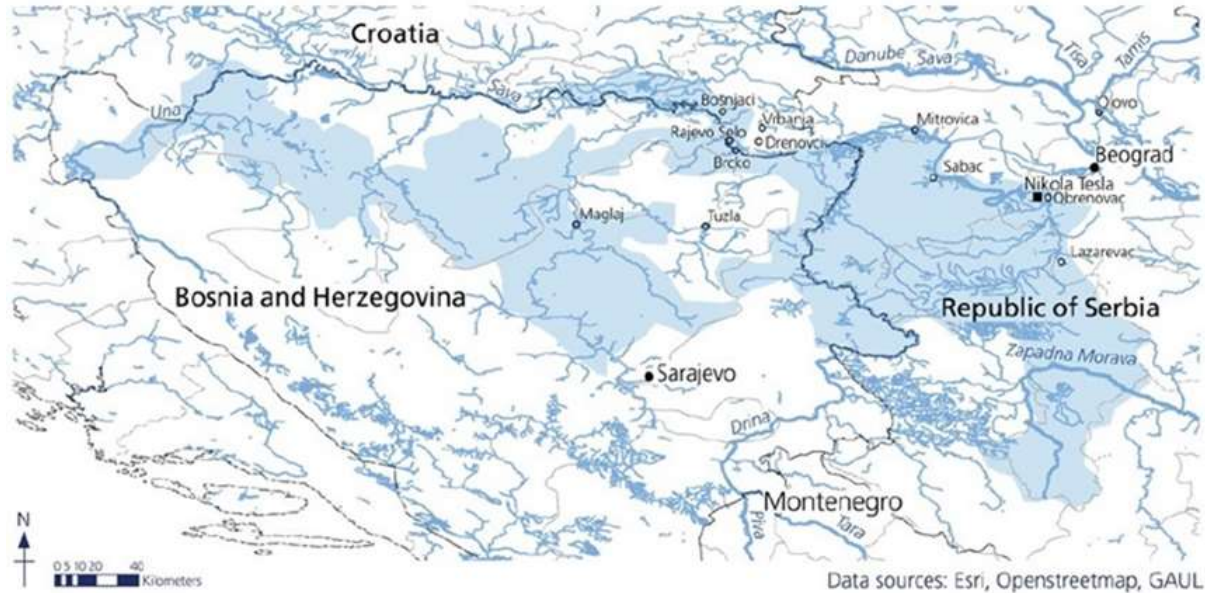 Croatia
Danube Sava
Tisa
Tamis
Una
Sava
Bošnjaci
Vrbanja
Mitrovica
Rajevo Selo
Drenovci
Brcko
Sabac
Beograd
Nikola Tesla
Obrenovac
Maglaj
Tuzla
Lazarevac
Bosnia and Herzegovina
Republic of Serbia
Zapadna Morava
Sarajevo
Drina
Montenegro
Piva
Tara
N
0 5 10 20 40
Kilometers
Data sources: Esri, Openstreetmap, GAUL